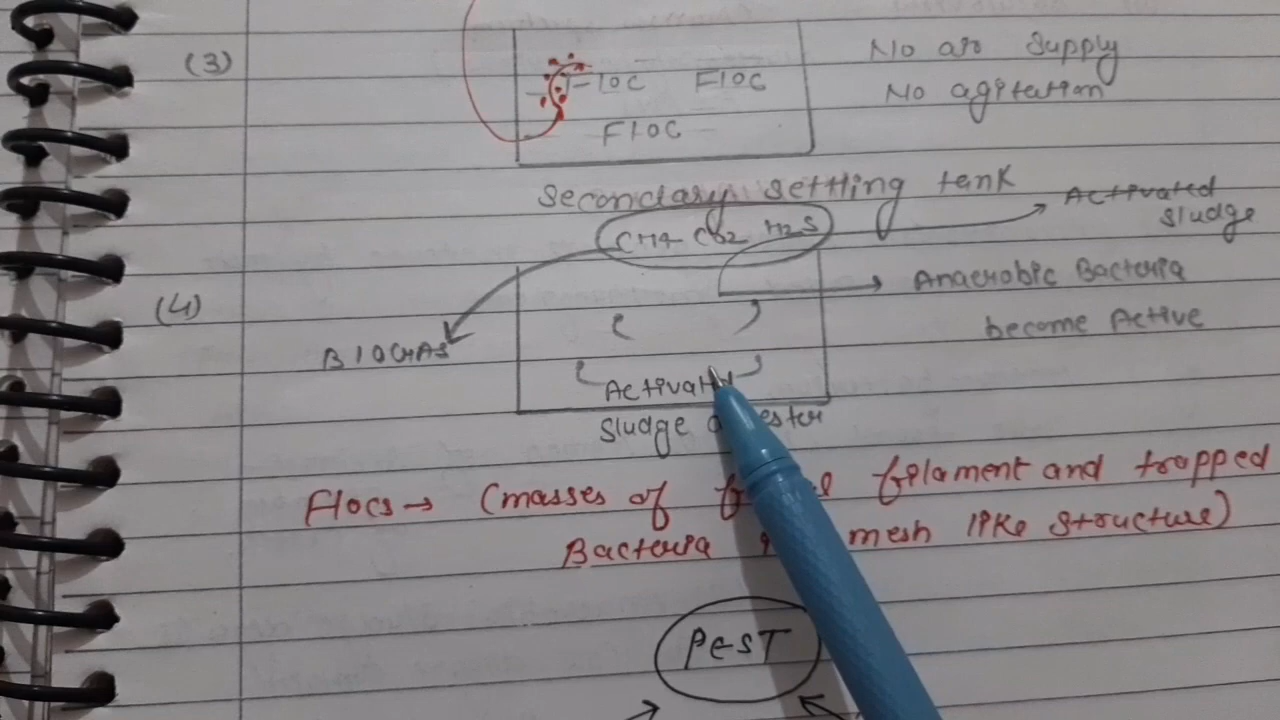 (3)
No air supply
No agitation
Floc Floc
Floc
Secondary settling tank
Activated
sludge
CH4 CO2 H2S
(4)
Anaerobic Bacteria
become Active
BIOGAS
Activate
Sludge
Flocs → (masses of filament and trapped
Bacteria mesh like structure)
PEST